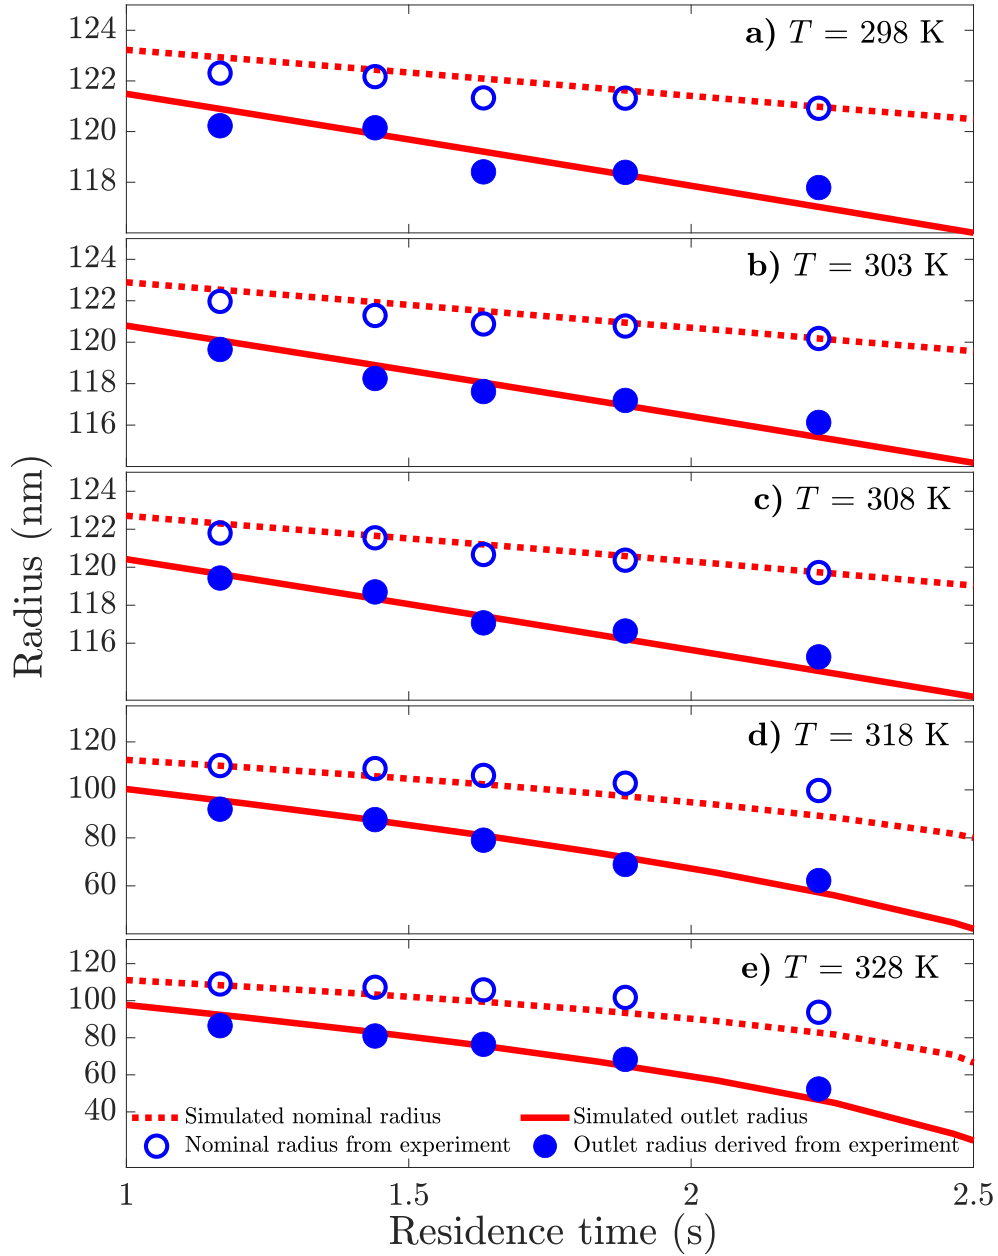 124
122
120
118
a) T = 298 K
124
122
120
118
116
b) T = 303 K
124
122
120
118
116
c) T = 308 K
120
100
80
60
d) T = 318 K
120
100
80
60
40
e) T = 328 K
Simulated nominal radius
Simulated outlet radius
Nominal radius from experiment
Outlet radius derived from experiment
1
1.5
2
2.5
Residence time (s)
Radius (nm)